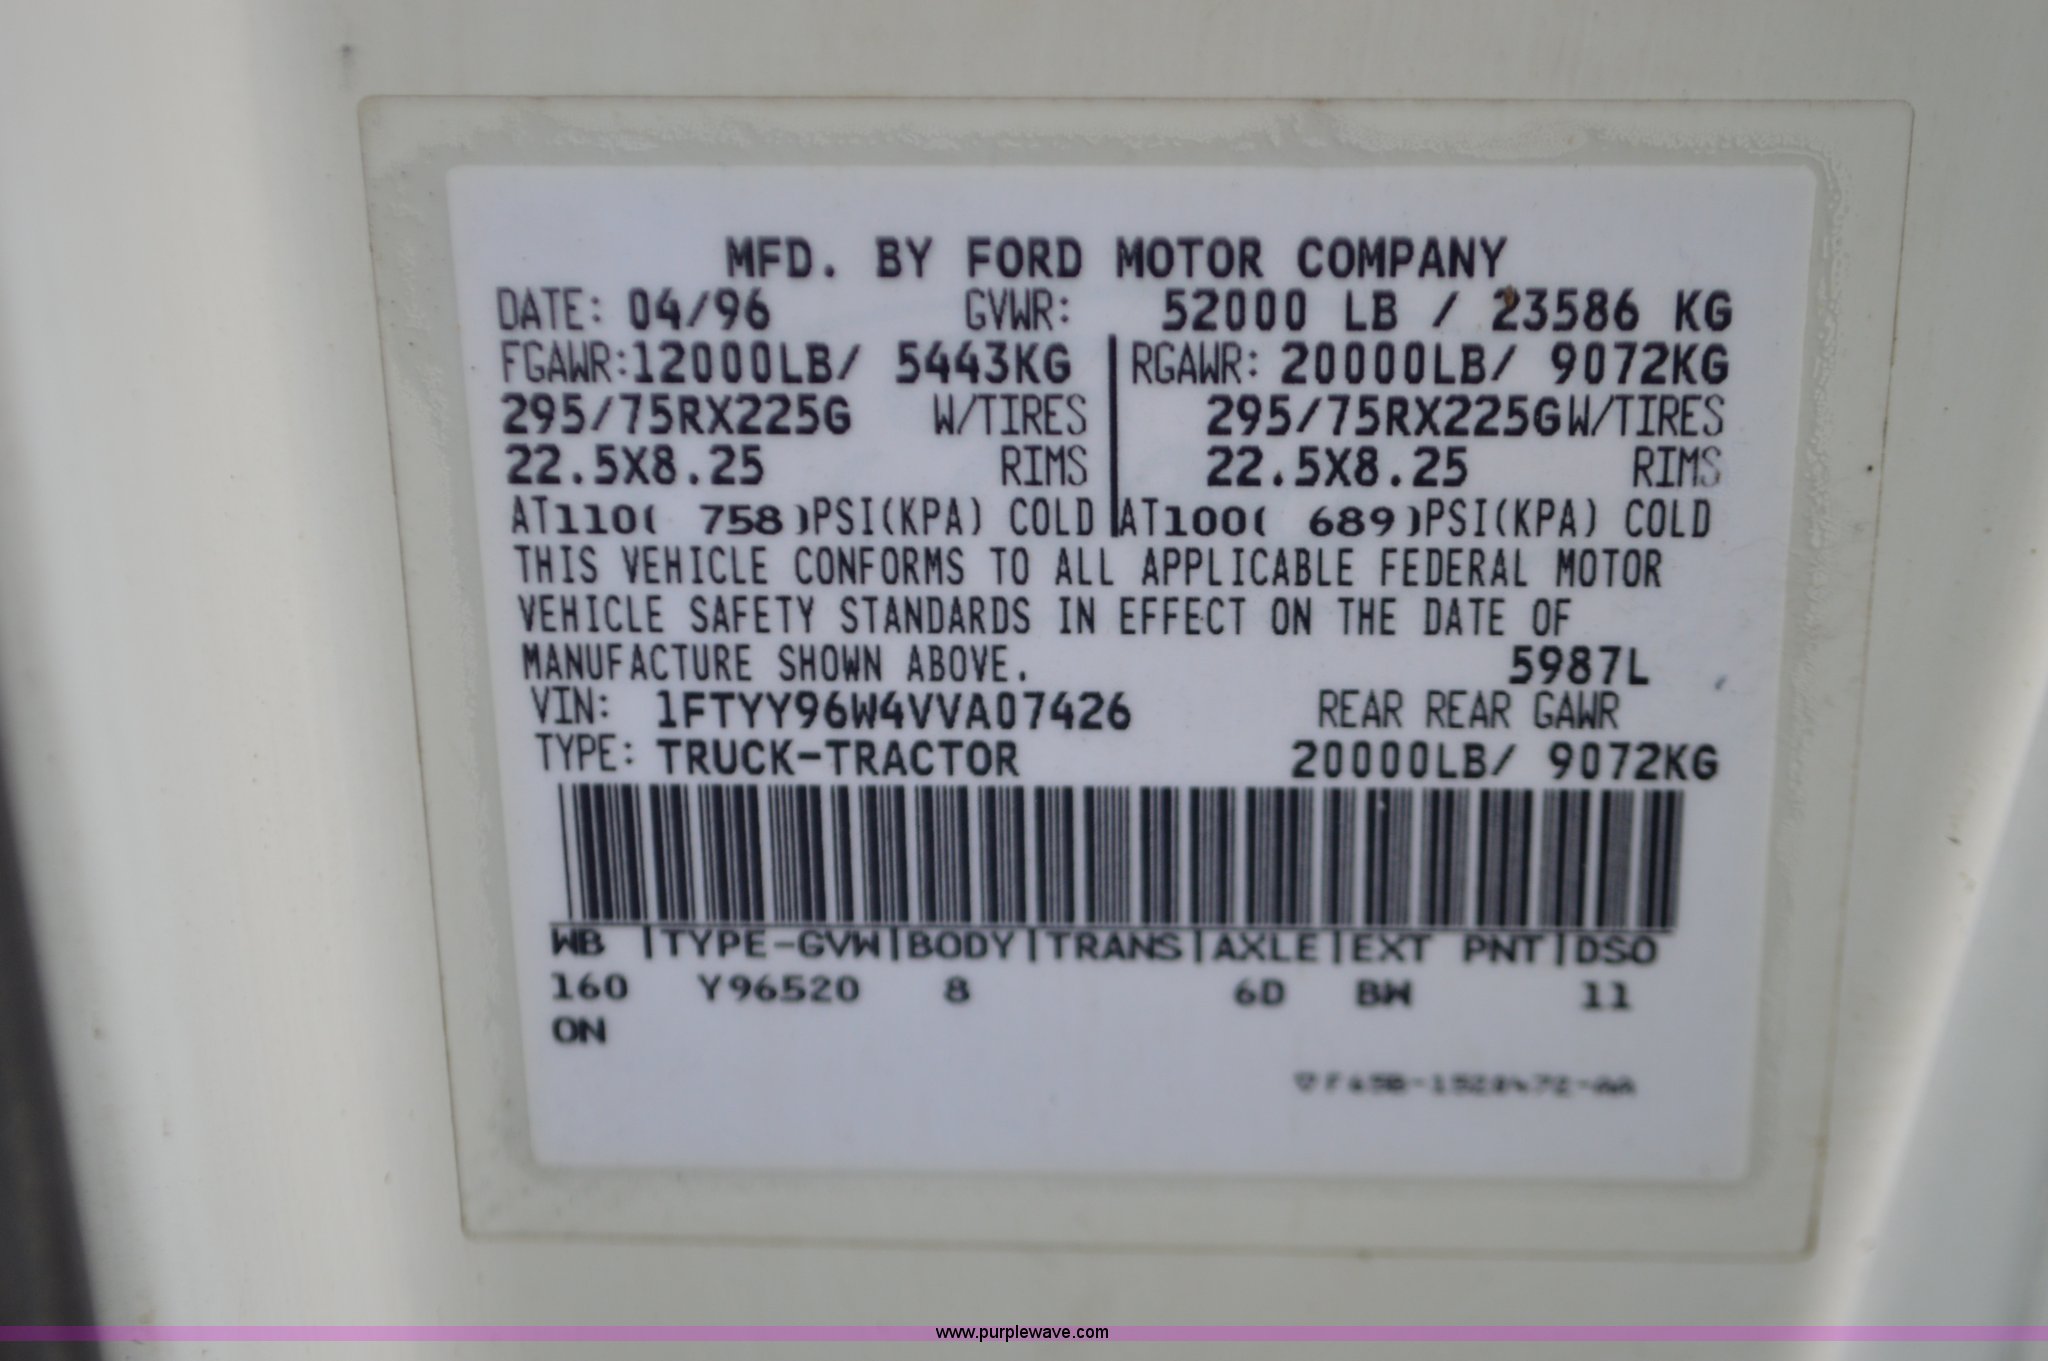 MFD. BY FORD MOTOR COMPANY
DATE: 04/96 GVWR: 52000 LB / 23586 KG
FGAWR:12000LB/ 5443KG RGAWR: 20000LB/ 9072KG
295/75RX225G W/TIRES 295/75RX225G W/TIRES
22.5X8.25 RIMS 22.5X8.25 RIMS
AT110( 758)PSI(KPA) COLD AT100( 689)PSI(KPA) COLD
THIS VEHICLE CONFORMS TO ALL APPLICABLE FEDERAL MOTOR
VEHICLE SAFETY STANDARDS IN EFFECT ON THE DATE OF
MANUFACTURE SHOWN ABOVE. 5987L
VIN: 1FTYY96W4VVA07426 REAR REAR GAWR
TYPE: TRUCK-TRACTOR 20000LB/ 9072KG
WB |TYPE-GVW|BODY|TRANS|AXLE|EXT PNT|DSO
160 Y96520 8 6D BW 11
ON
www.purplewave.com